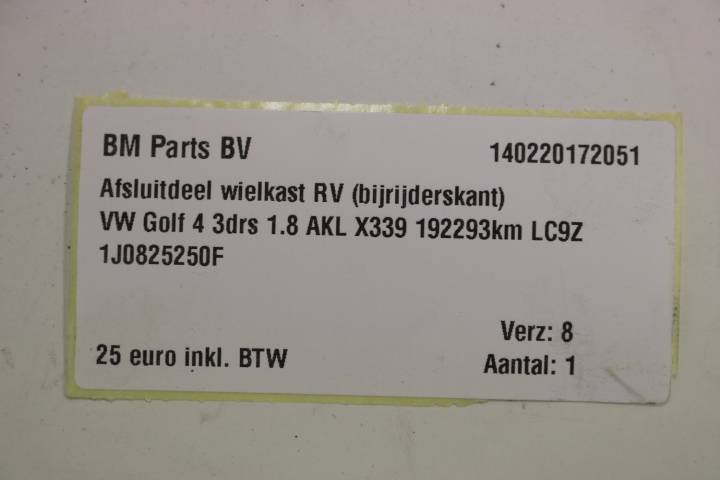 BM Parts BV 140220172051
Afsluitdeel wielkast RV (bijrijderskant)
VW Golf 4 3drs 1.8 AKL X339 192293km LC9Z
1J0825250F
Verz: 8
25 euro inkl. BTW Aantal: 1